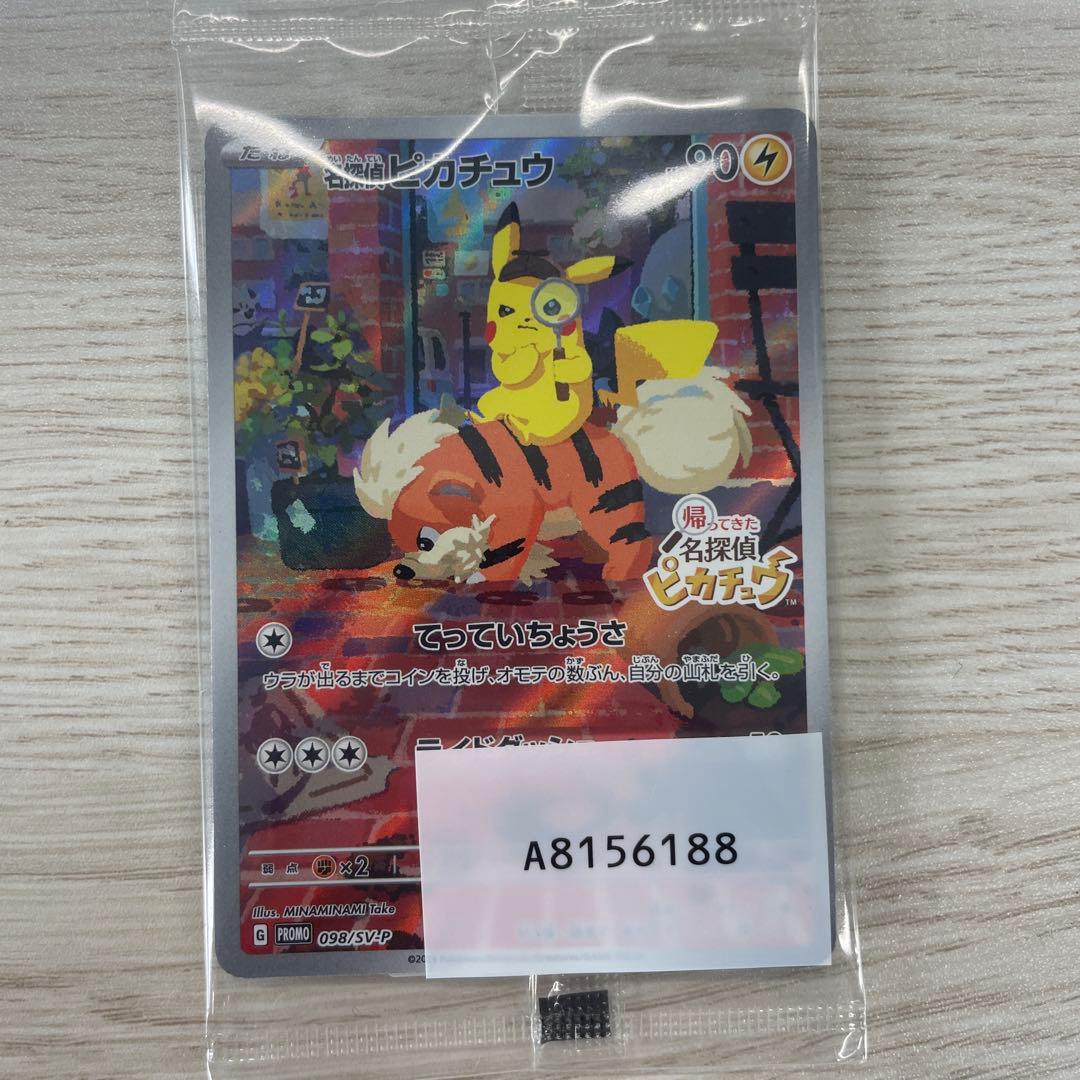 たね
名探偵ピカチュウ
90
帰ってきた
名探偵
ピカチュウ
TM
てっていちょうさ
ウラが出るまでコインを投げ、オモテの数ぶん、自分の山札を引く。
A8156188
弱点 ×2
Illus. MINAMINAMI Take
G PROMO 098/SV-P